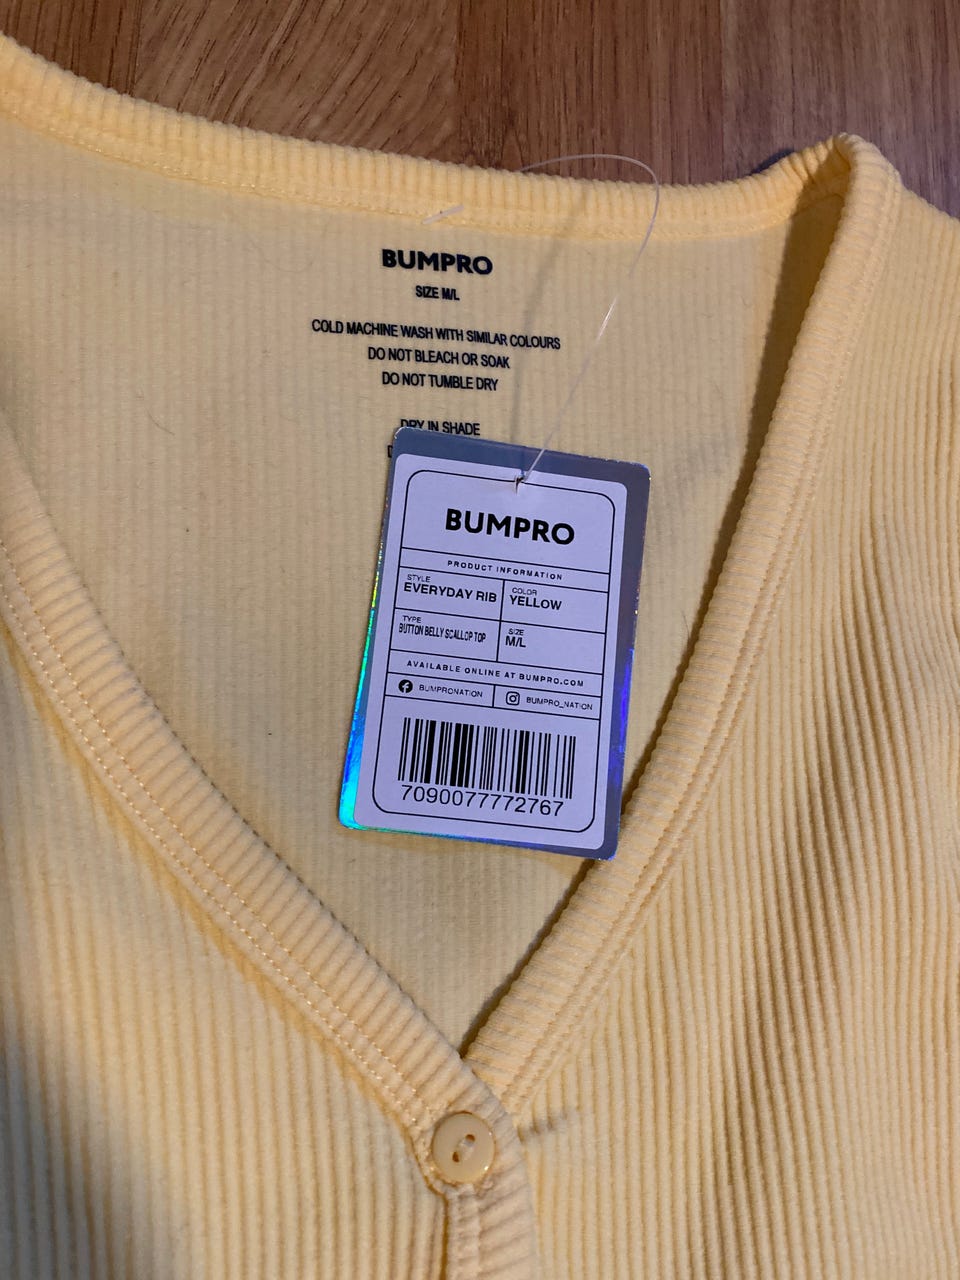 BUMPRO
SIZE M/L
COLD MACHINE WASH WITH SIMILAR COLOURS
DO NOT BLEACH OR SOAK
DO NOT TUMBLE DRY
DRY IN SHADE
BUMPRO
PRODUCT INFORMATION
STYLE
EVERYDAY RIB
COLOR
YELLOW
TYPE
BUTTON BELLY SCALLOP TOP
SIZE
M/L
AVAILABLE ONLINE AT BUMPRO.COM
BUMPRONATION
BUMPRO_NATION
7090077772767